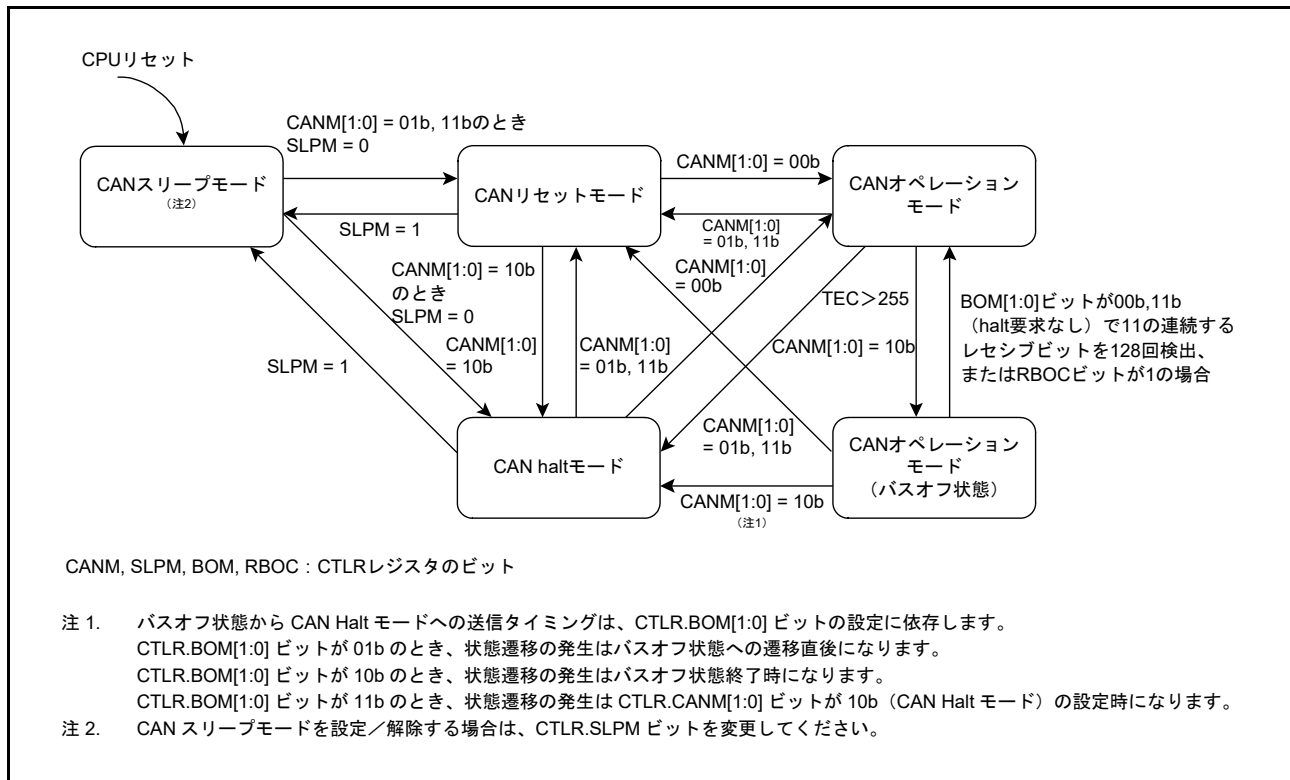 CPUリセット
CANM[1:0] = 01b, 11bのとき
SLPM = 0
CANスリープモード
（注2）
CANリセットモード
CANM[1:0] = 00b
CANオペレーション
モード
SLPM = 1
CANM[1:0]
= 01b, 11b
CANM[1:0] = 10b
のとき
SLPM = 0
CANM[1:0]
= 00b
TEC＞255
BOM[1:0]ビットが00b,11b
（halt要求なし）で11の連続する
レセシブビットを128回検出、
またはRBOCビットが1の場合
SLPM = 1
CANM[1:0]
= 10b
CANM[1:0]
= 01b, 11b
CANM[1:0] = 10b
CAN haltモード
CANM[1:0]
= 01b, 11b
CANオペレーション
モード
（バスオフ状態）
CANM[1:0] = 10b
（注1）
CANM, SLPM, BOM, RBOC：CTLRレジスタのビット
注 1. バスオフ状態から CAN Halt モードへの送信タイミングは、CTLR.BOM[1:0] ビットの設定に依存します。
CTLR.BOM[1:0] ビットが 01b のとき、状態遷移の発生はバスオフ状態への遷移直後になります。
CTLR.BOM[1:0] ビットが 10b のとき、状態遷移の発生はバスオフ状態終了時になります。
CTLR.BOM[1:0] ビットが 11b のとき、状態遷移の発生は CTLR.CANM[1:0] ビットが 10b（CAN Halt モード）の設定時になります。
注 2. CAN スリープモードを設定／解除する場合は、CTLR.SLPM ビットを変更してください。